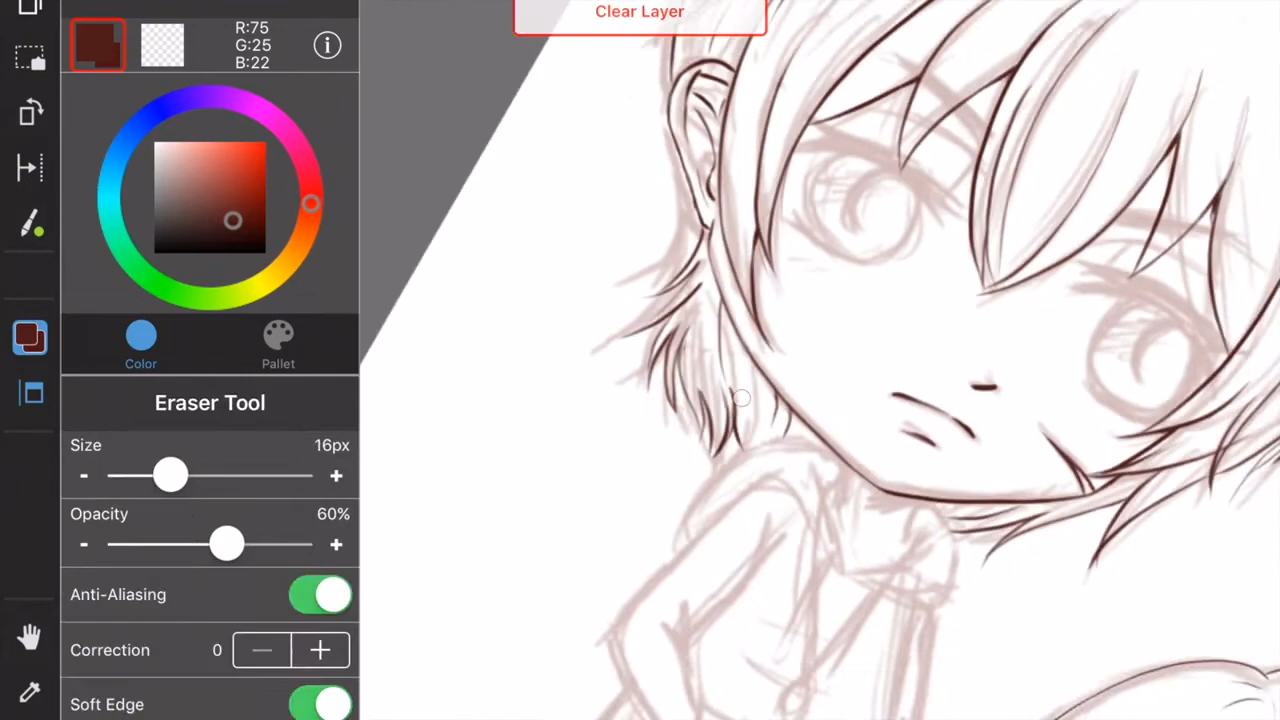 Clear Layer
R:75
G:25
B:22
Color
Pallet
Eraser Tool
Size 16px
- +
Opacity 60%
- +
Anti-Aliasing
Correction 0 — +
Soft Edge